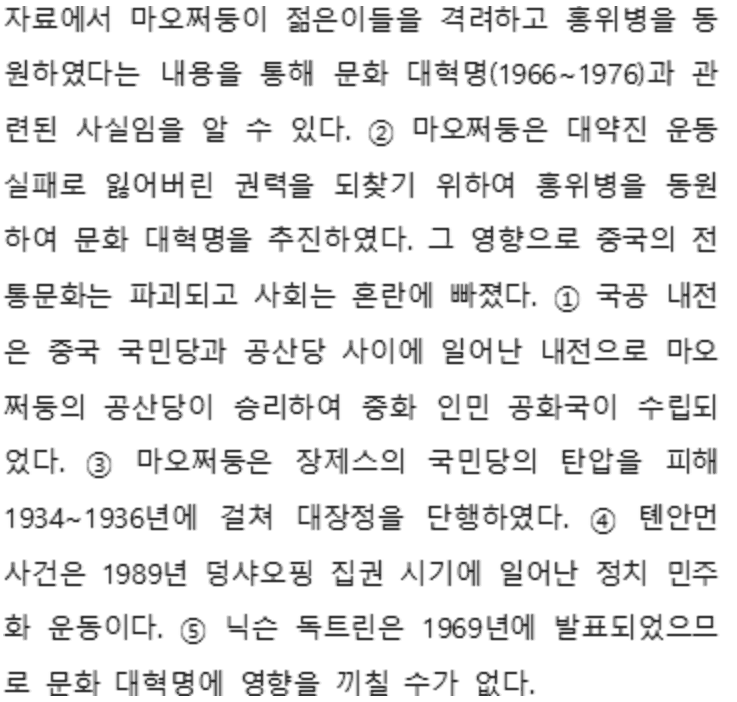 자료에서 마오쩌둥이 젊은이들을 격려하고 홍위병을 동
원하였다는 내용을 통해 문화 대혁명(1966~1976)과 관
련된 사실임을 알 수 있다. ② 마오쩌둥은 대약진 운동
실패로 잃어버린 권력을 되찾기 위하여 홍위병을 동원
하여 문화 대혁명을 추진하였다. 그 영향으로 중국의 전
통문화는 파괴되고 사회는 혼란에 빠졌다. ① 국공 내전
은 중국 국민당과 공산당 사이에 일어난 내전으로 마오
쩌둥의 공산당이 승리하여 중화 인민 공화국이 수립되
었다. ③ 마오쩌둥은 장제스의 국민당의 탄압을 피해
1934~1936년에 걸쳐 대장정을 단행하였다. ④ 톈안먼
사건은 1989년 덩샤오핑 집권 시기에 일어난 정치 민주
화 운동이다. ⑤ 닉슨 독트린은 1969년에 발표되었으므
로 문화 대혁명에 영향을 끼칠 수가 없다.